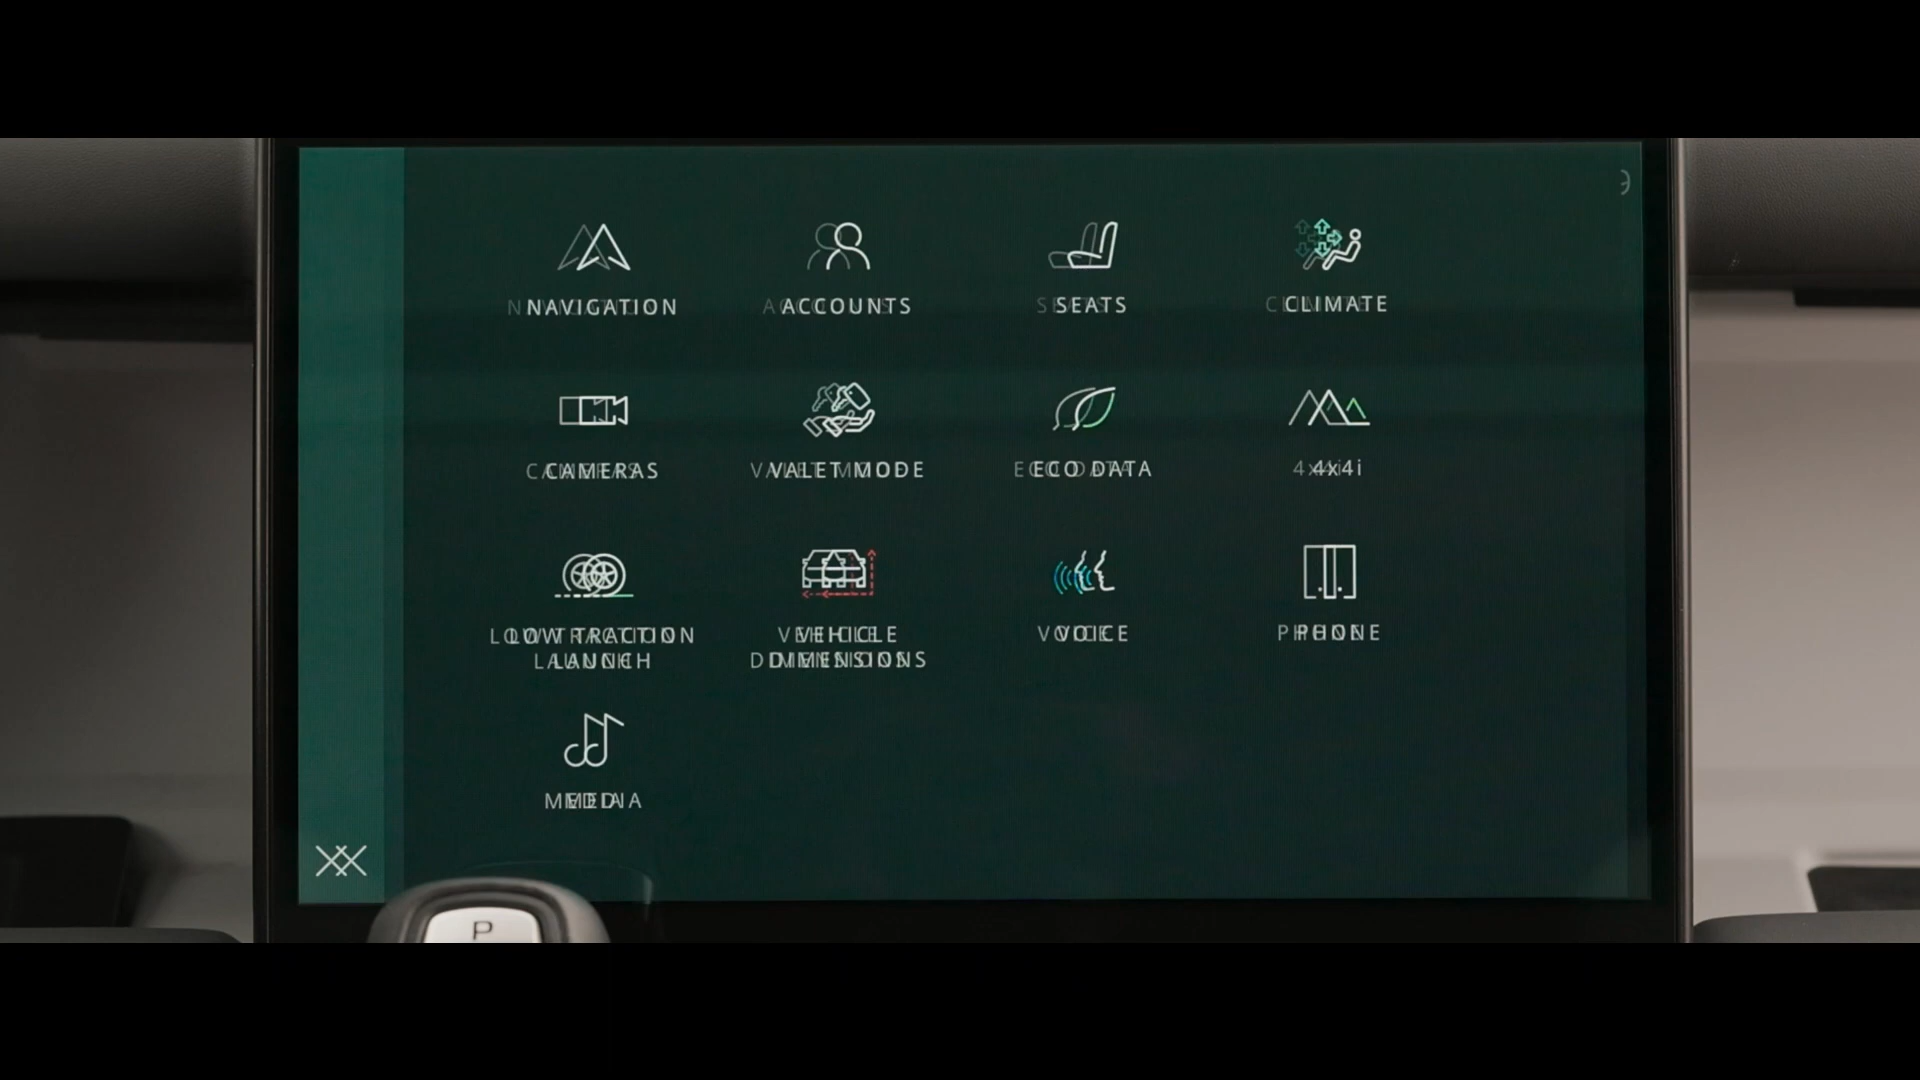 NAVIGATION
ACCOUNTS
SEATS
CLIMATE
CAMERAS
VALET MODE
ECO DATA
4x4i
LOW TRACTION
LAUNCH
VEHICLE
DIMENSIONS
VOICE
PHONE
MEDIA
P